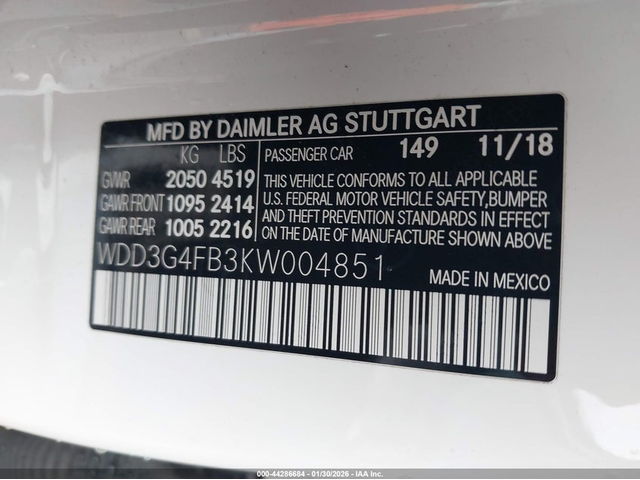 MFD BY DAIMLER AG STUTTGART
KG LBS
GVWR 2050 4519
GAWR FRONT 1095 2414
GAWR REAR 1005 2216
PASSENGER CAR 149 11/18
THIS VEHICLE CONFORMS TO ALL APPLICABLE
U.S. FEDERAL MOTOR VEHICLE SAFETY,BUMPER
AND THEFT PREVENTION STANDARDS IN EFFECT
ON THE DATE OF MANUFACTURE SHOWN ABOVE.
WDD3G4FB3KW004851
MADE IN MEXICO
000-44286684 - 01/30/2026 - IAA Inc.